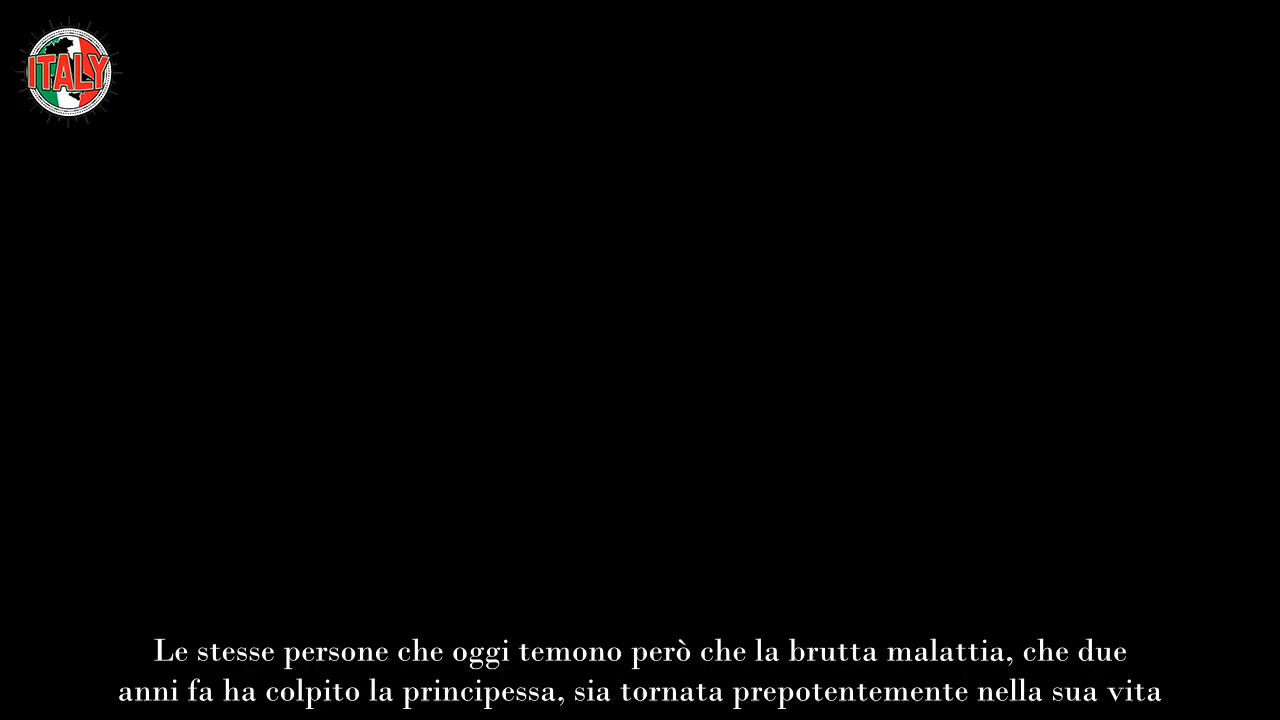 ITALY
Le stesse persone che oggi temono però che la brutta malattia, che due
anni fa ha colpito la principessa, sia tornata prepotentemente nella sua vita